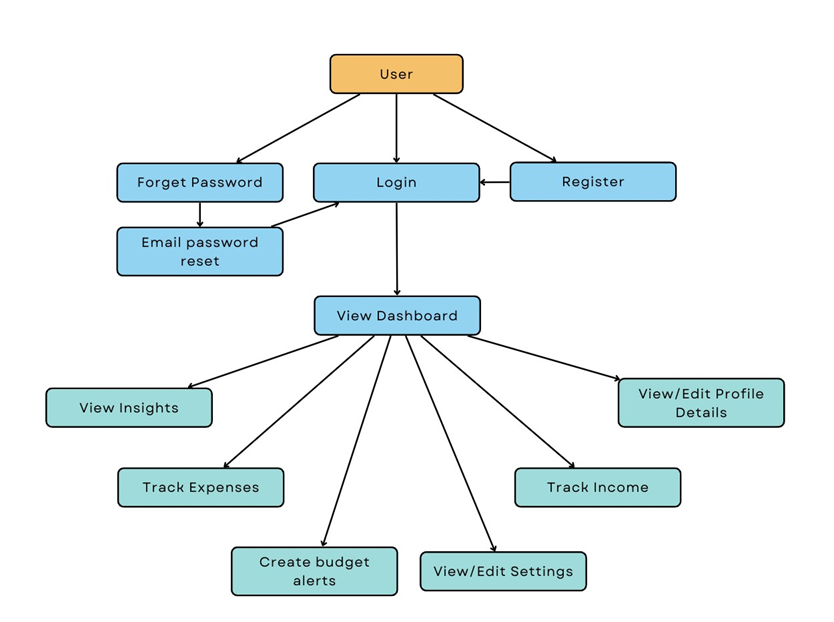 User
Forget Password
Login
Register
Email password
reset
View Dashboard
View Insights
View/Edit Profile
Details
Track Expenses
Track Income
Create budget
alerts
View/Edit Settings